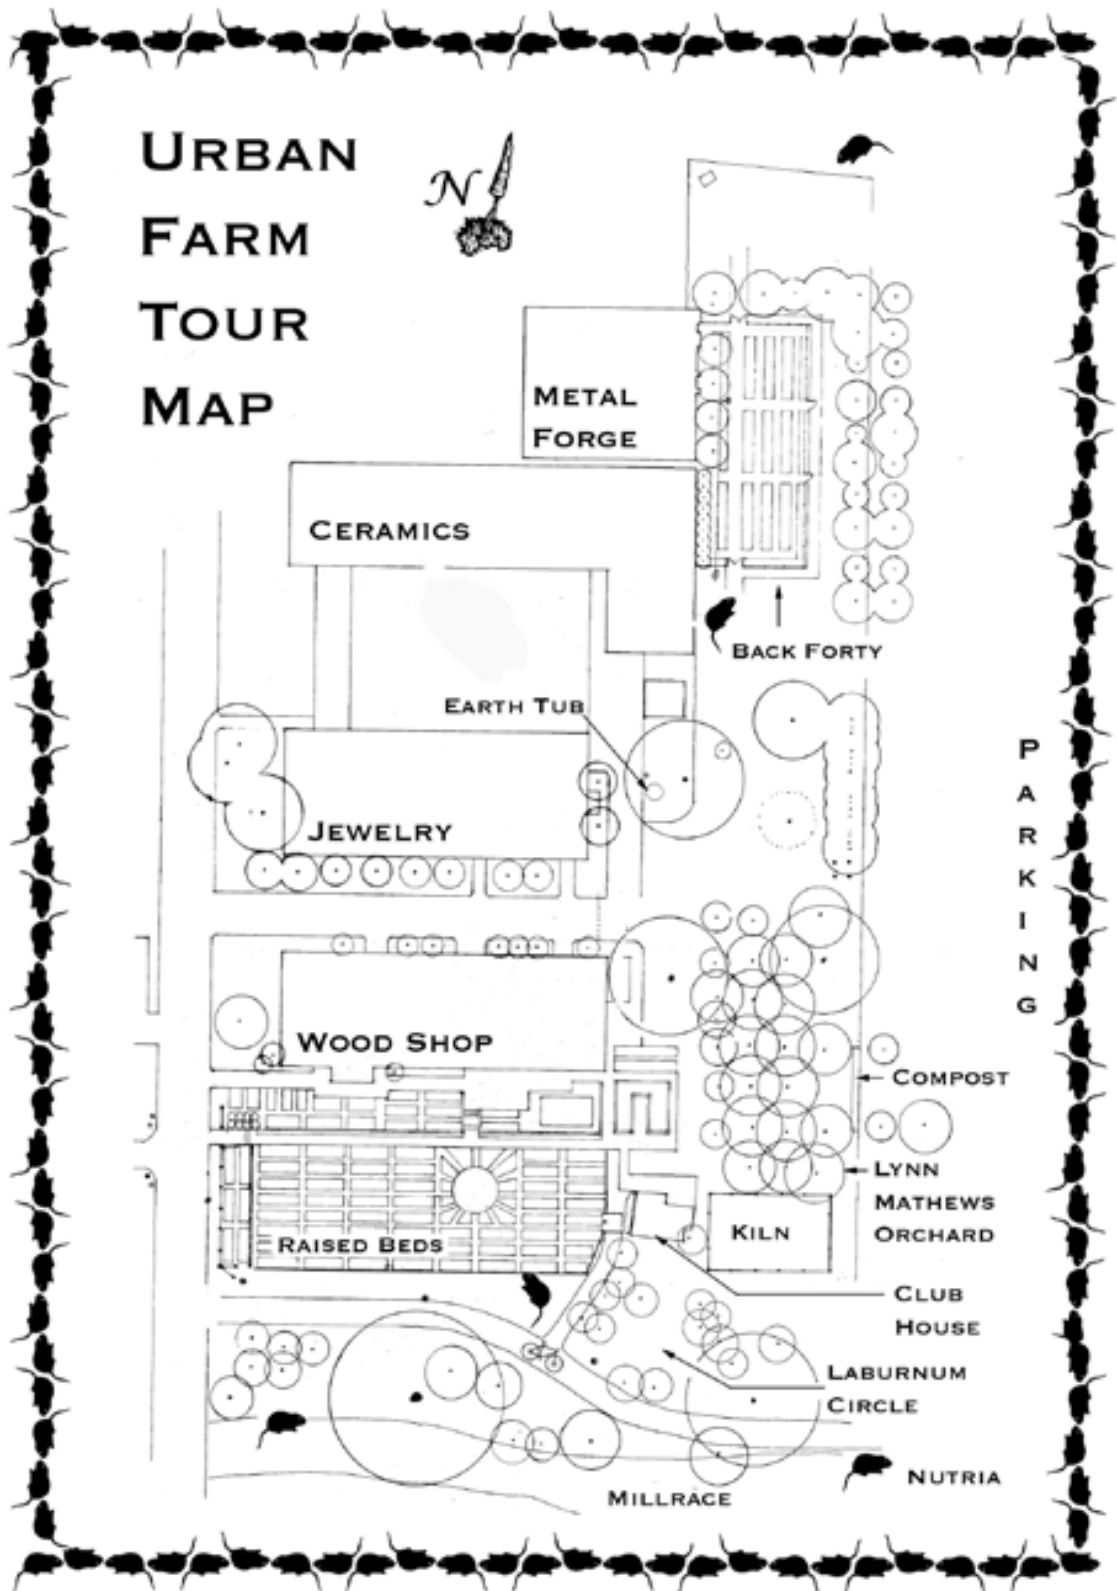 URBAN
FARM
TOUR
MAP
N
METAL
FORGE
CERAMICS
BACK FORTY
EARTH TUB
PARKING
JEWELRY
WOOD SHOP
COMPOST
LYNN
MATHEWS
ORCHARD
KILN
RAISED BEDS
CLUB
HOUSE
LABURNUM
CIRCLE
NUTRIA
MILLRACE